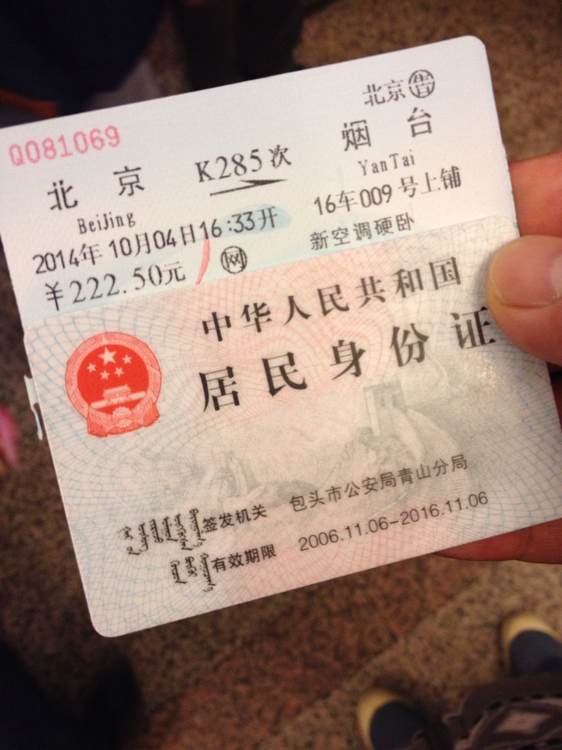 Q081069
北京售
北京 K285次 烟台
BeiJing YanTai
2014年10月04日16:33开 16车009号上铺
¥222.50元 网 新空调硬卧
中华人民共和国
居民身份证
签发机关 包头市公安局青山分局
有效期限 2006.11.06-2016.11.06